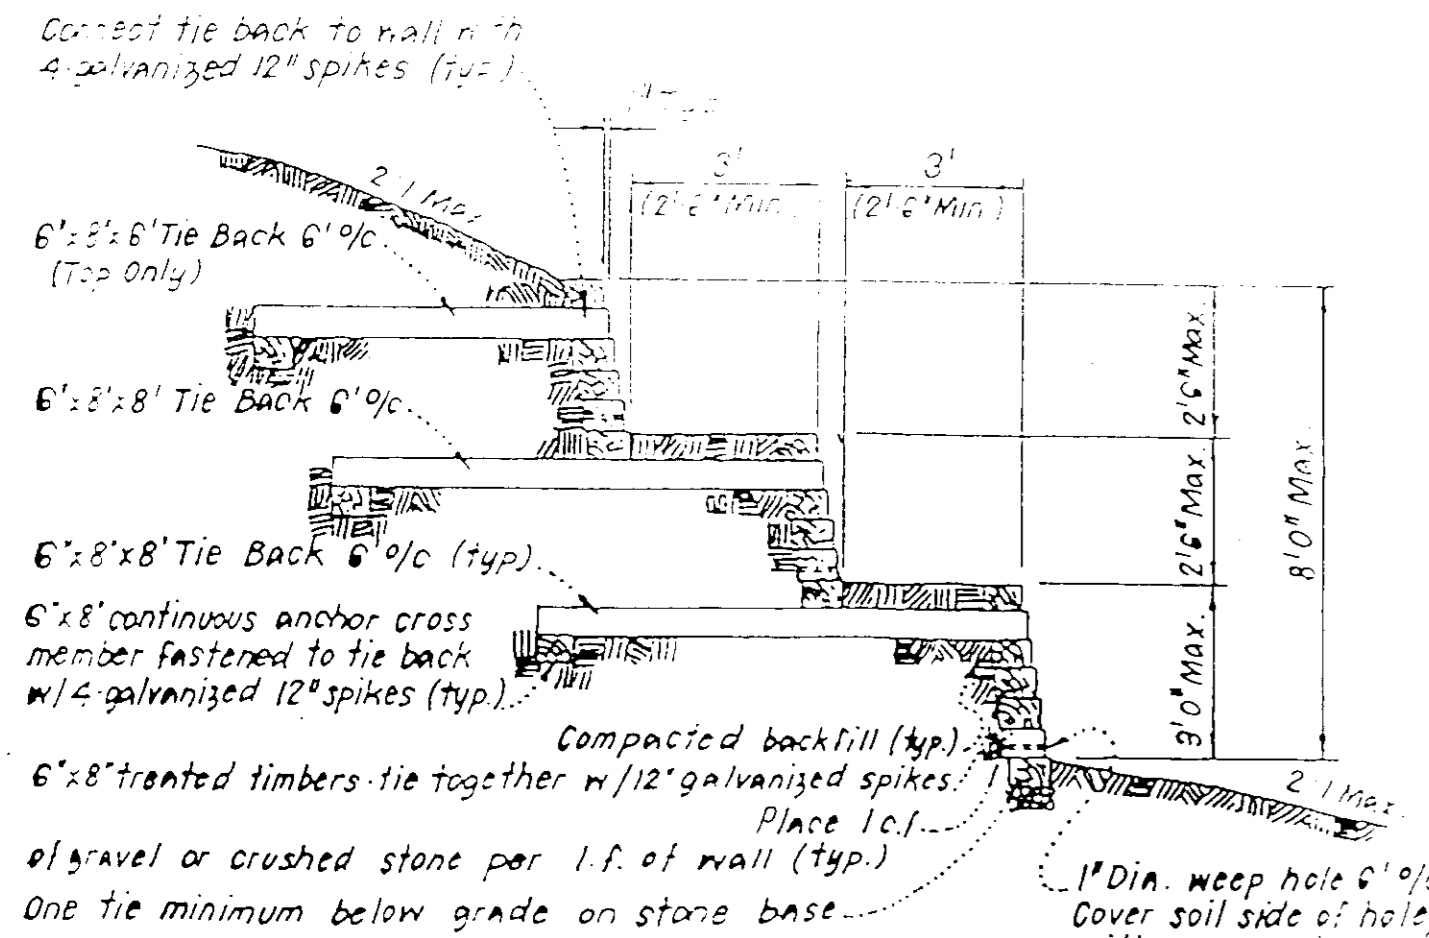 Connect tie back to wall with
4-galvanized 12" spikes (typ.)
1" Typ
3'
(2'6" Min.)
3'
(2'6" Min.)
2:1 Max
6"x8"x6' Tie Back 6' o/c
(Top Only)
6"x8"x8' Tie Back 6' o/c
6"x8"x8' Tie Back 6' o/c (typ)
6"x8" continuous anchor cross
member fastened to tie back
w/4-galvanized 12" spikes (typ.)
2'6" Max
2'6" Max.
3'0" Max.
8'0" Max.
Compacted backfill (typ.)
6"x8" treated timbers-tie together w/12" galvanized spikes
2:1 Max.
Place 1 c.f.
of gravel or crushed stone per l.f. of wall (typ.)
One tie minimum below grade on stone base
1" Dia. weep hole 6' o/c
Cover soil side of hole